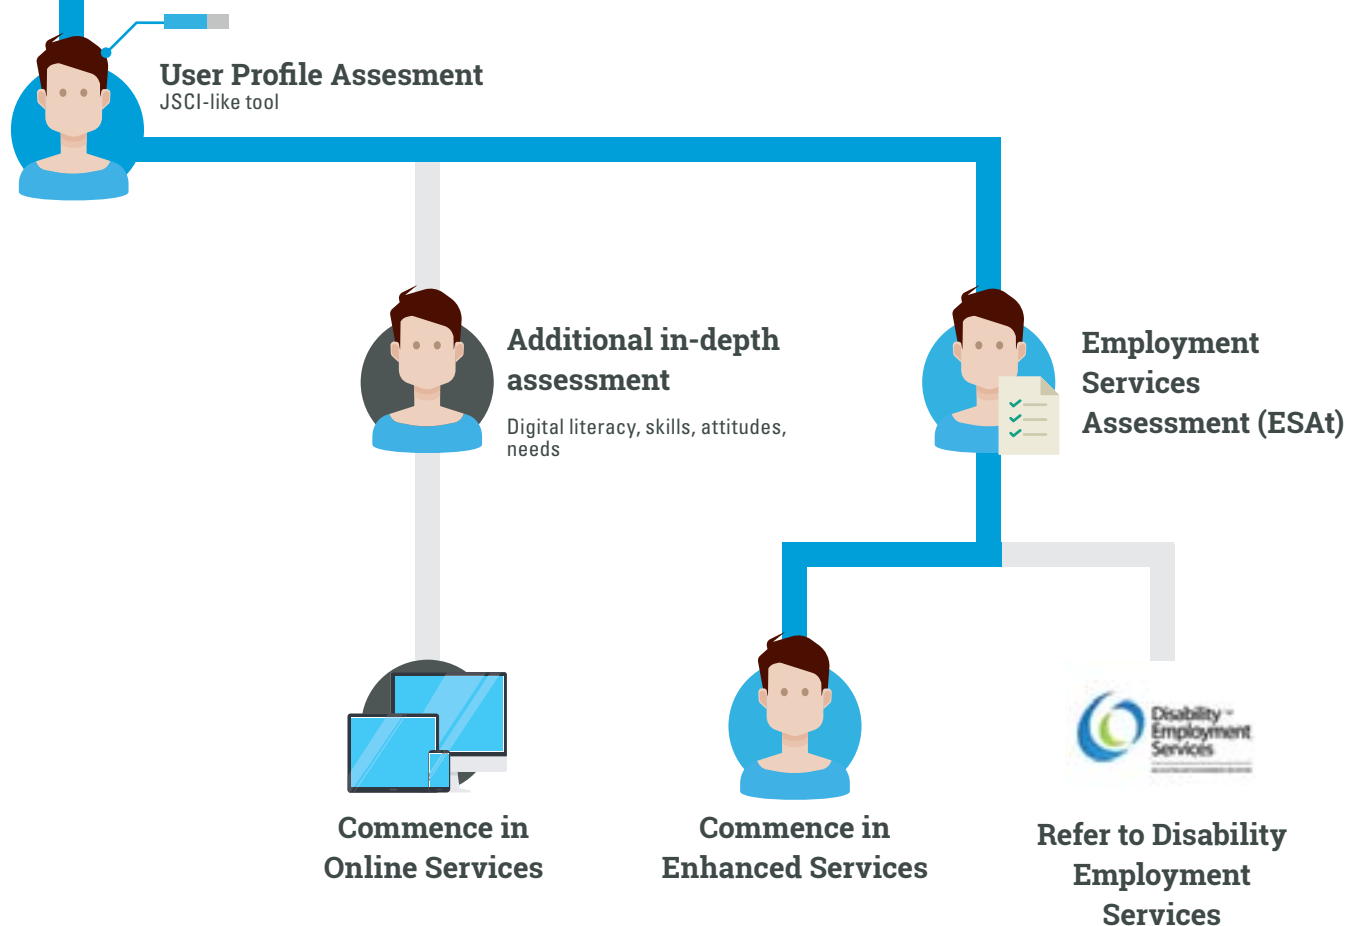 User Profile Assesment
JSCI-like tool
Additional in-depth
assessment
Digital literacy, skills, attitudes,
needs
Employment
Services
Assessment (ESAt)
Disability
Employment
Services
Commence in
Online Services
Commence in
Enhanced Services
Refer to Disability
Employment
Services